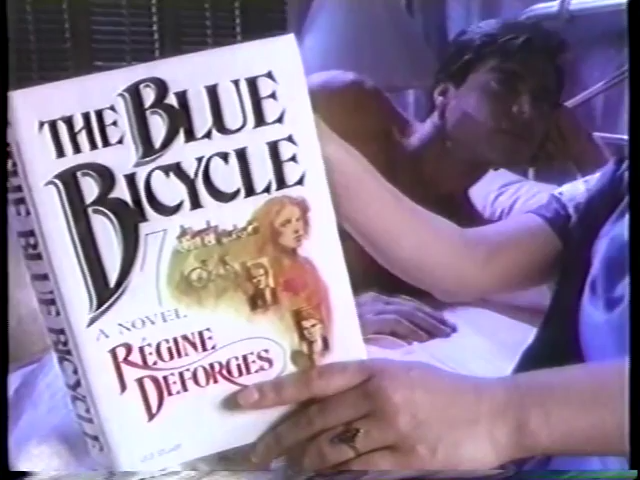 THE BLUE
BICYCLE
A NOVEL
RÉGINE
DEFORGES
THE BLUE BICYCLE